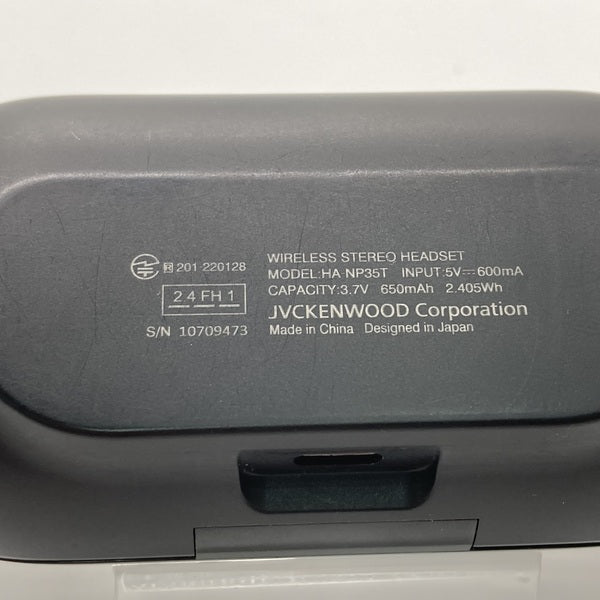 WIRELESS STEREO HEADSET
R 201 220128 MODEL:HA NP35T INPUT:5V⎓600mA
2.4 FH 1 CAPACITY:3.7V 650mAh 2.405Wh
JVCKENWOOD Corporation
S/N 10709473 Made in China Designed in Japan